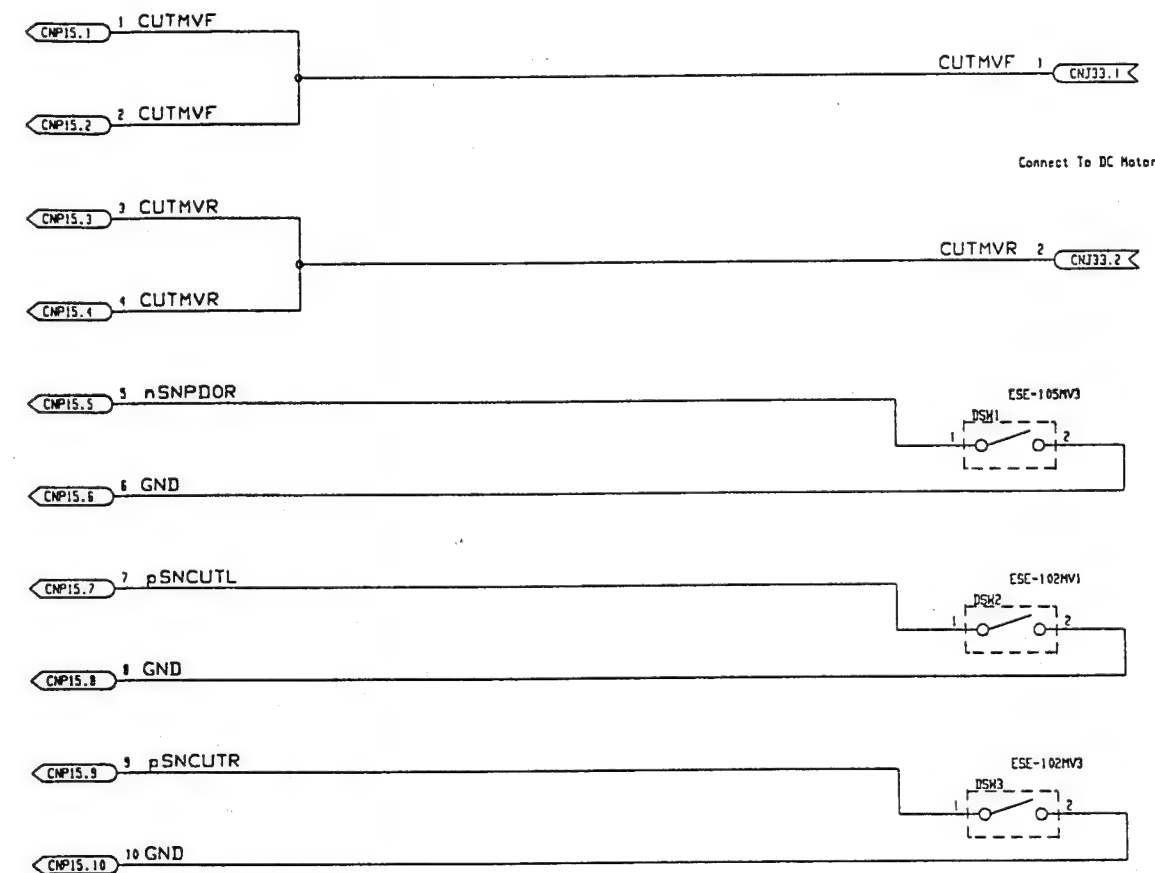 1 CUTMVF
CNP15.1
CUTMVF 1
CNJ33.1
2 CUTMVF
CNP15.2
Connect To DC Motor
3 CUTMVR
CNP15.3
CUTMVR 2
CNJ33.2
4 CUTMVR
CNP15.4
5 nSNPDOR
CNP15.5
ESE-105MV3
DSW1
1 2
6 GND
CNP15.6
7 pSNCUTL
CNP15.7
ESE-102MV1
DSW2
1 2
8 GND
CNP15.8
9 pSNCUTR
CNP15.9
ESE-102MV3
DSW3
1 2
10 GND
CNP15.10